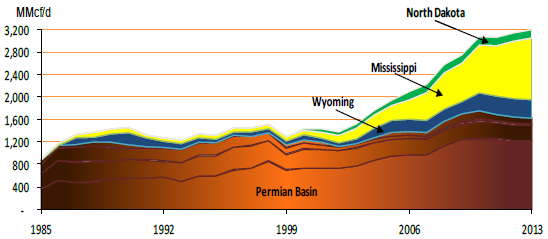 MMcf/d
North Dakota
3,200
2,800
Mississippi
2,400
2,000
Wyoming
1,600
1,200
800
400
Permian Basin
-
1985 1992 1999 2006 2013